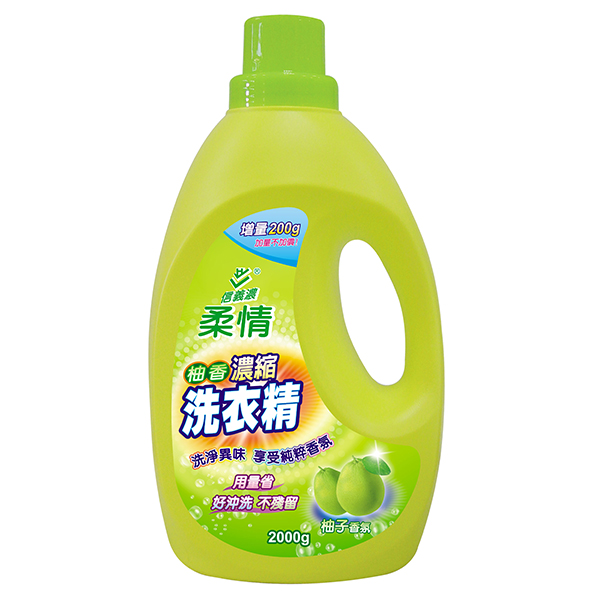 增量200g
加量不加價!
®
信義濃
柔情
柚香濃縮
洗衣精
洗淨異味 享受純粹香氛
用量省
好沖洗 不殘留
柚子香氛
2000g